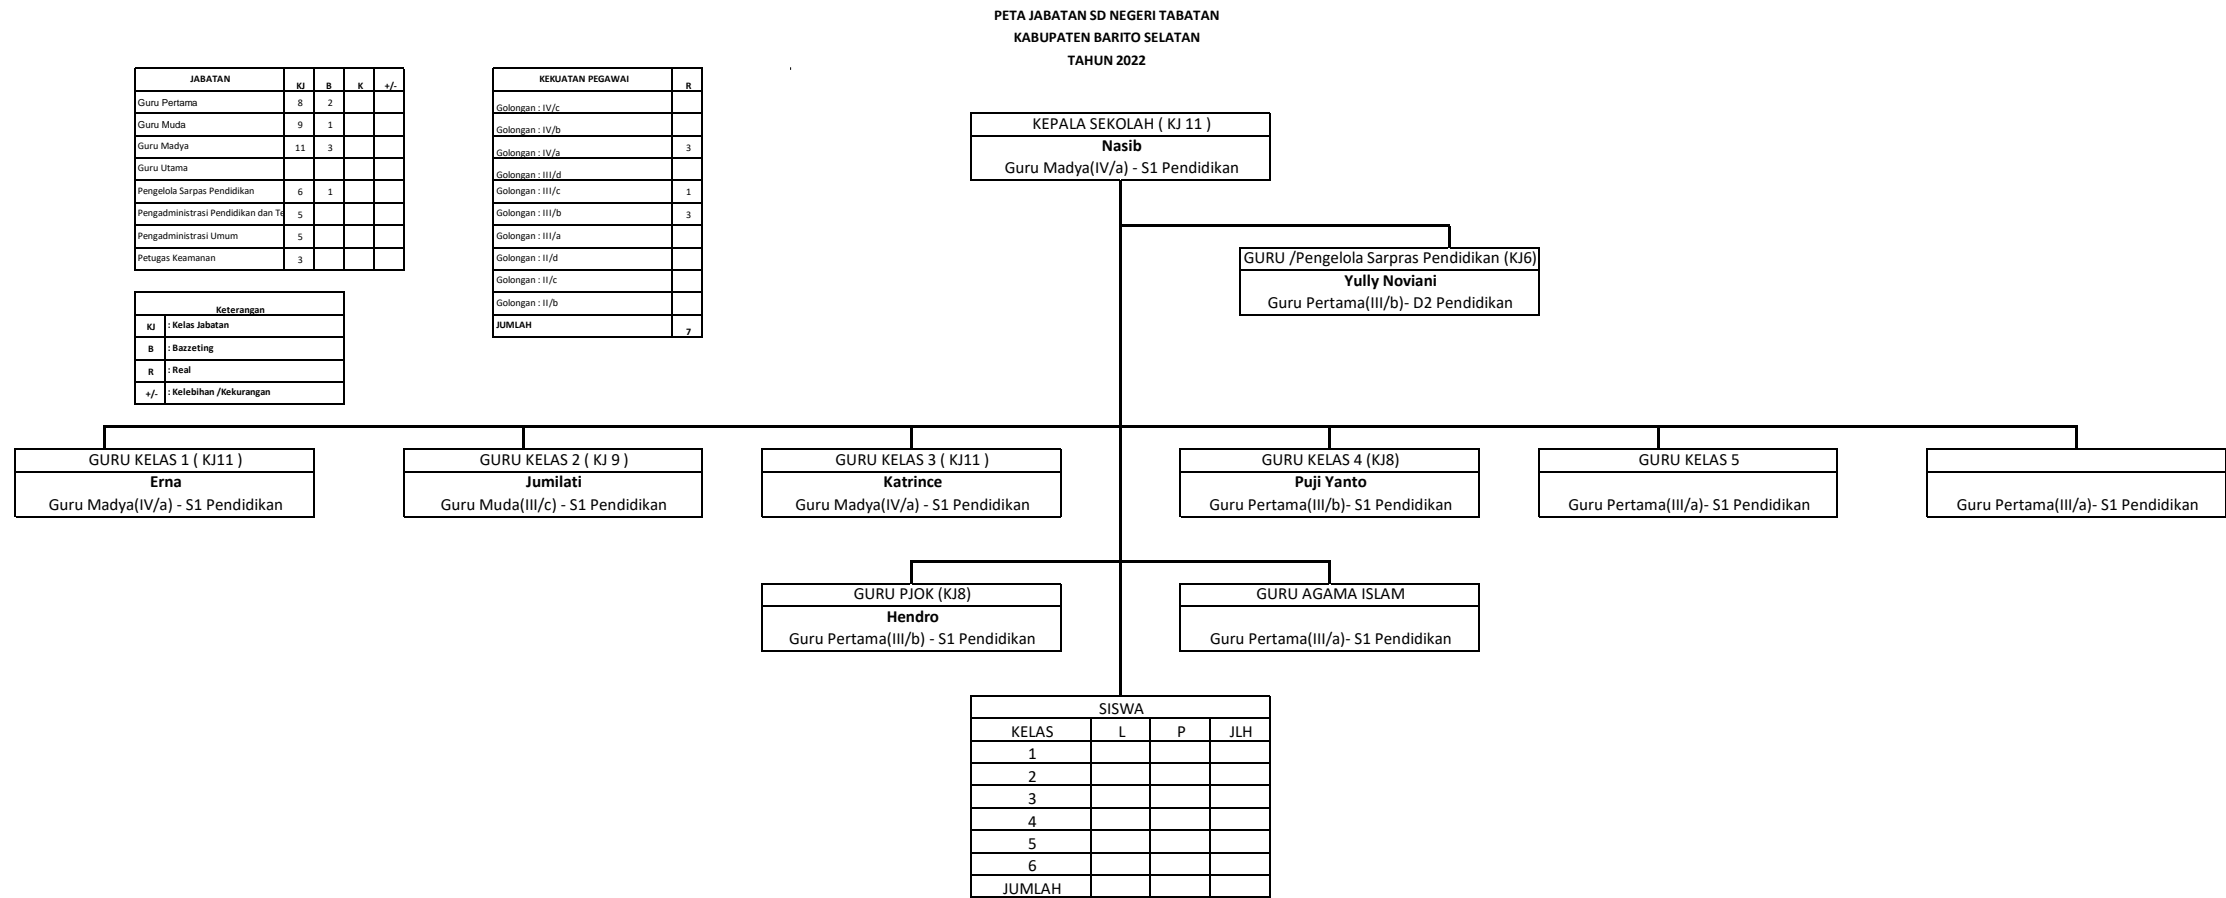 PETA JABATAN SD NEGERI TABATAN
KABUPATEN BARITO SELATAN
TAHUN 2022
JABATAN KJ B K +/-
Guru Pertama 8 2
Guru Muda 9 1
Guru Madya 11 3
Guru Utama
Pengelola Sarpas Pendidikan 6 1
Pengadministrasi Pendidikan dan Te 5
Pengadministrasi Umum 5
Petugas Keamanan 3
Keterangan
KJ : Kelas Jabatan
B : Bazzeting
R : Real
+/- : Kelebihan /Kekurangan
KEKUATAN PEGAWAI R
Golongan : IV/c
Golongan : IV/b
Golongan : IV/a 3
Golongan : III/d
Golongan : III/c 1
Golongan : III/b 3
Golongan : III/a
Golongan : II/d
Golongan : II/c
Golongan : II/b
JUMLAH 7
KEPALA SEKOLAH ( KJ 11 )
Nasib
Guru Madya(IV/a) - S1 Pendidikan
GURU /Pengelola Sarpras Pendidikan (KJ6)
Yully Noviani
Guru Pertama(III/b)- D2 Pendidikan
GURU KELAS 1 ( KJ11 )
Erna
Guru Madya(IV/a) - S1 Pendidikan
GURU KELAS 2 ( KJ 9 )
Jumilati
Guru Muda(III/c) - S1 Pendidikan
GURU KELAS 3 ( KJ11 )
Katrince
Guru Madya(IV/a) - S1 Pendidikan
GURU KELAS 4 (KJ8)
Puji Yanto
Guru Pertama(III/b)- S1 Pendidikan
GURU KELAS 5
Guru Pertama(III/a)- S1 Pendidikan
Guru Pertama(III/a)- S1 Pendidikan
GURU PJOK (KJ8)
Hendro
Guru Pertama(III/b) - S1 Pendidikan
GURU AGAMA ISLAM
Guru Pertama(III/a)- S1 Pendidikan
SISWA
KELAS L P JLH
1
2
3
4
5
6
JUMLAH